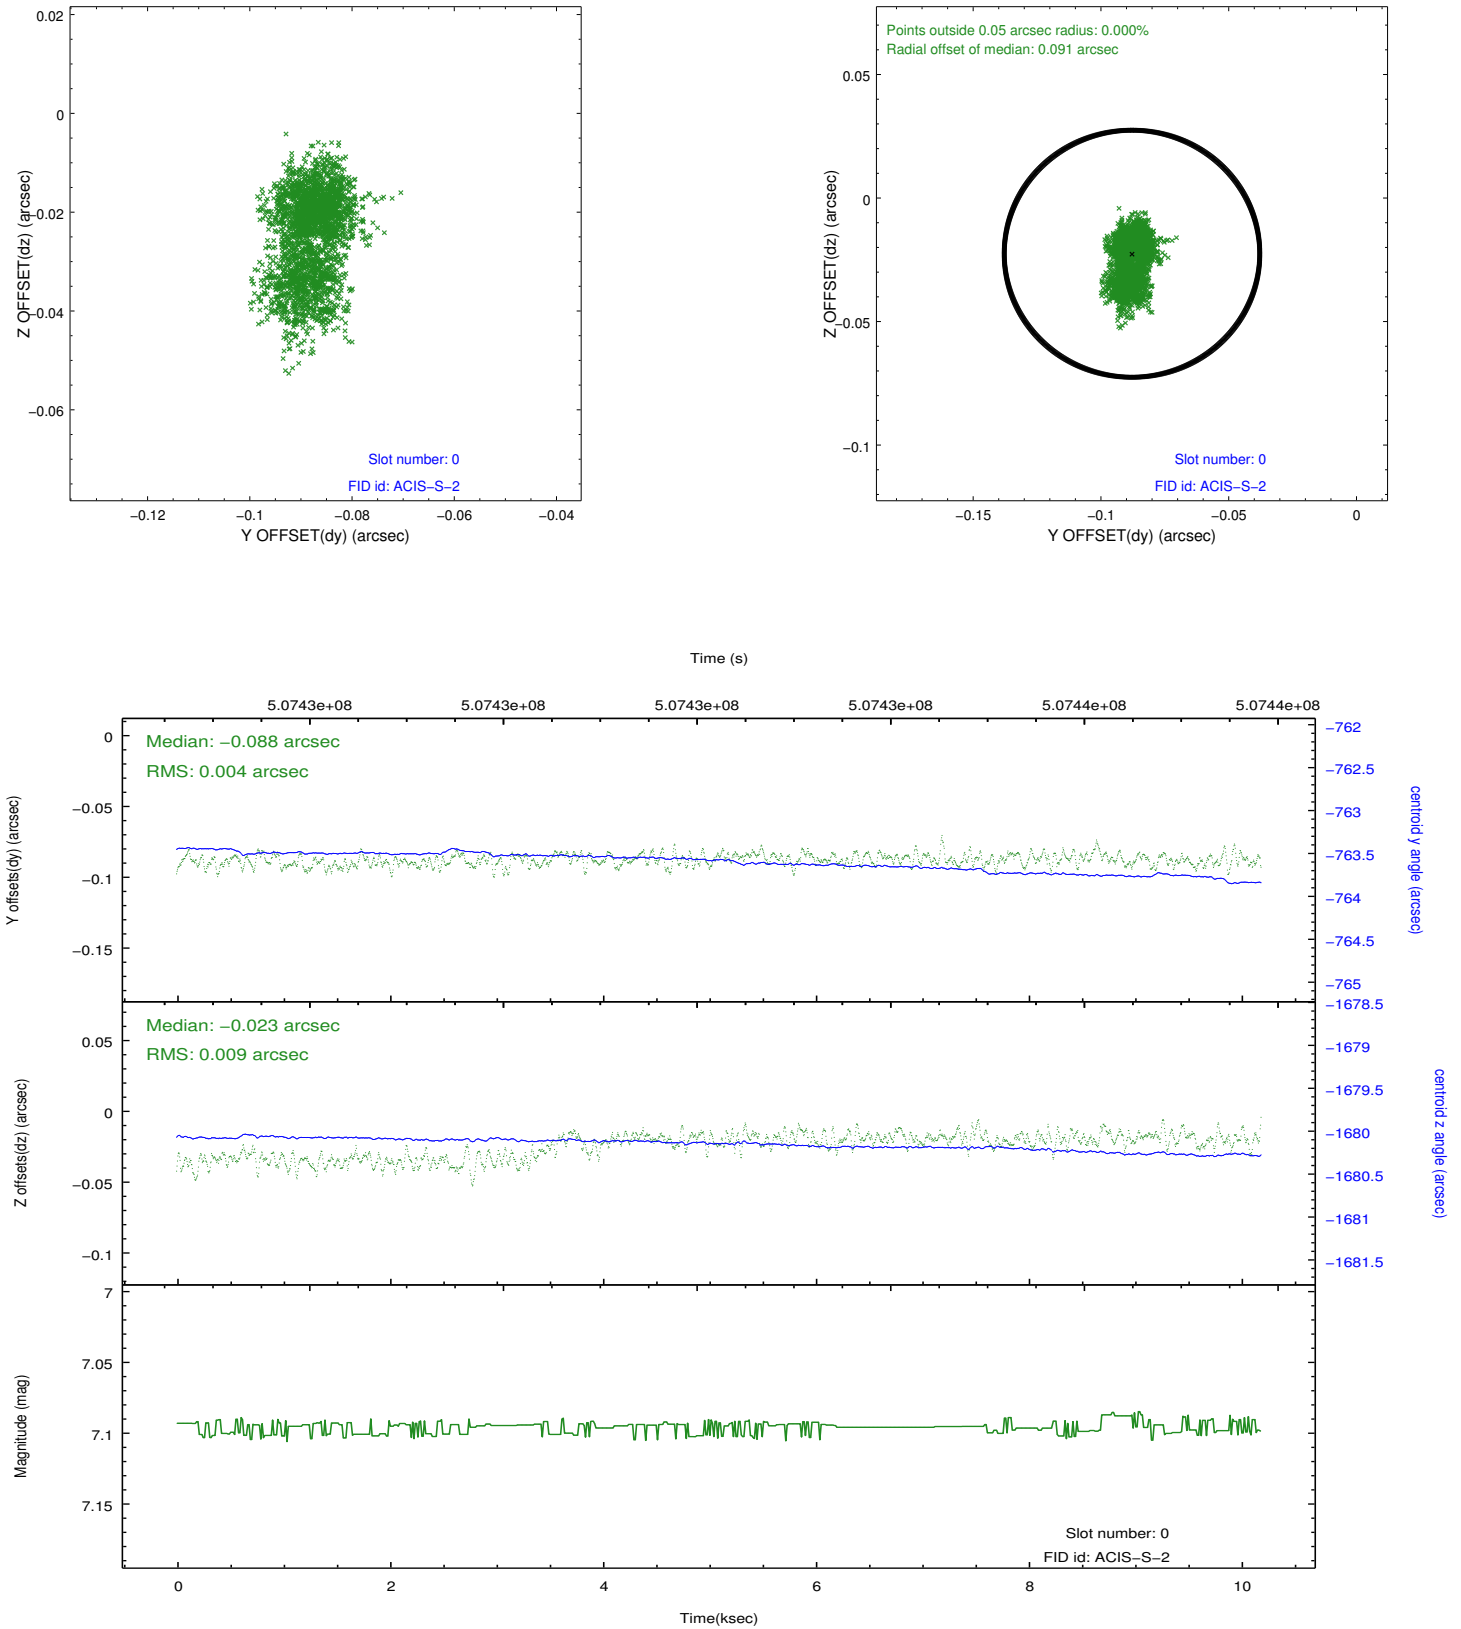 Points outside 0.05 arcsec radius: 0.000%
Radial offset of median: 0.091 arcsec
0.02
0
−0.02
−0.04
−0.06
Z OFFSET(dz) (arcsec)
Slot number: 0
FID id: ACIS−S−2
−0.12
−0.1
−0.08
−0.06
−0.04
Y OFFSET(dy) (arcsec)
0.05
0
−0.05
−0.1
Z OFFSET(dz) (arcsec)
Slot number: 0
FID id: ACIS−S−2
−0.15
−0.1
−0.05
0
Y OFFSET(dy) (arcsec)
Time (s)
5.0743e+08
5.0743e+08
5.0743e+08
5.0743e+08
5.0744e+08
5.0744e+08
Median: −0.088 arcsec
RMS: 0.004 arcsec
0
−0.05
−0.1
−0.15
Y offsets(dy) (arcsec)
−762
−762.5
−763
−763.5
−764
−764.5
−765
centroid y angle (arcsec)
Median: −0.023 arcsec
RMS: 0.009 arcsec
0.05
0
−0.05
−0.1
Z offsets(dz) (arcsec)
−1678.5
−1679
−1679.5
−1680
−1680.5
−1681
−1681.5
centroid z angle (arcsec)
7
7.05
7.1
7.15
Magnitude (mag)
Slot number: 0
FID id: ACIS−S−2
0
2
4
6
8
10
Time(ksec)